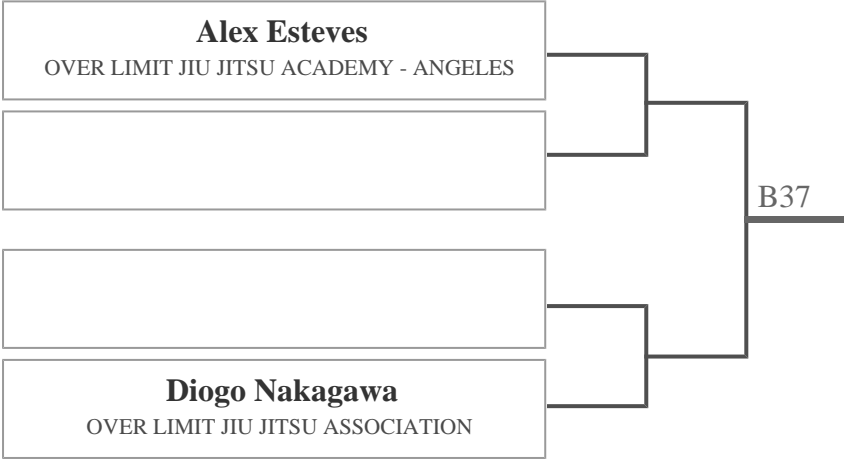 Alex Esteves
OVER LIMIT JIU JITSU ACADEMY - ANGELES
B37
Diogo Nakagawa
OVER LIMIT JIU JITSU ASSOCIATION